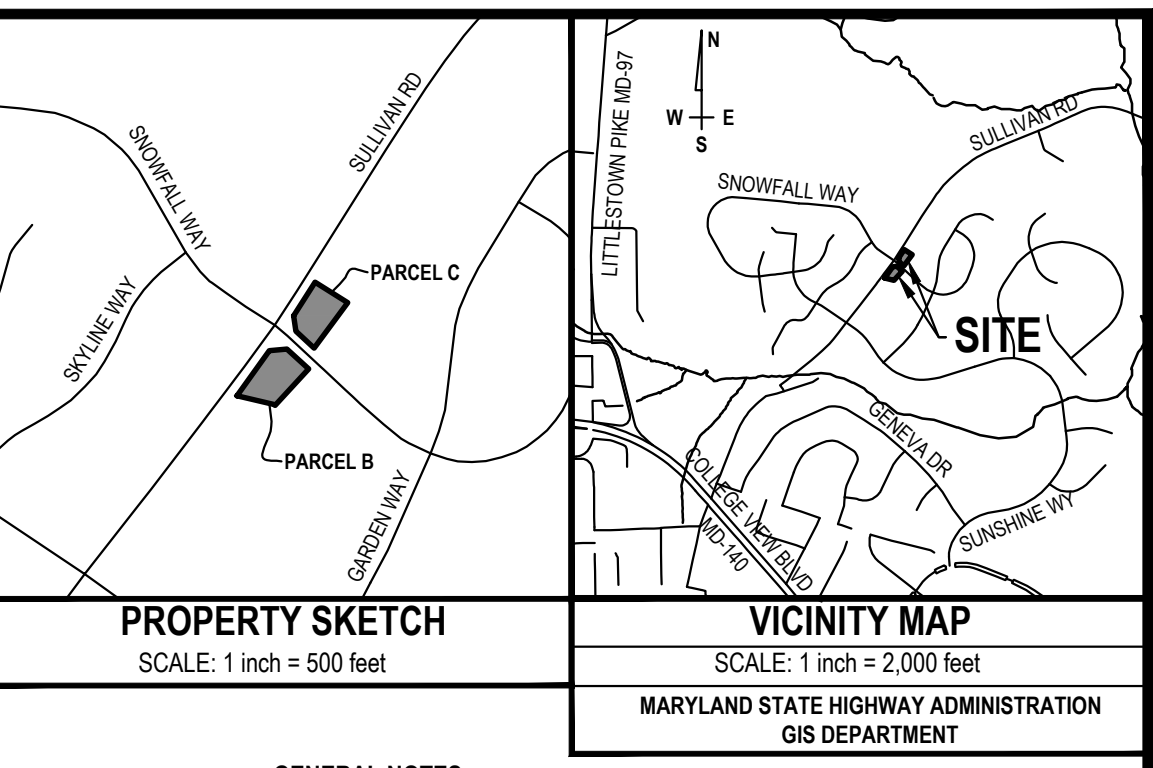 SNOWFALL WAY
SULLIVAN RD
SKYLINE WAY
PARCEL C
PARCEL B
GARDEN WAY
PROPERTY SKETCH
SCALE: 1 inch = 500 feet
LITTLESTOWN PIKE MD-97
N
W E
S
SULLIVAN RD
SNOWFALL WAY
SITE
GENEVA DR
COLLEGE VIEW BLVD
MD-140
SUNSHINE WY
VICINITY MAP
SCALE: 1 inch = 2,000 feet
MARYLAND STATE HIGHWAY ADMINISTRATION
GIS DEPARTMENT
GENERAL NOTES